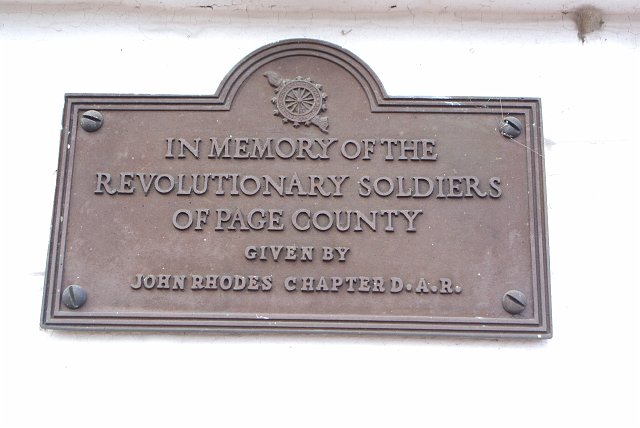 IN MEMORY OF THE
REVOLUTIONARY SOLDIERS
OF PAGE COUNTY
GIVEN BY
JOHN RHODES CHAPTER D.A.R.